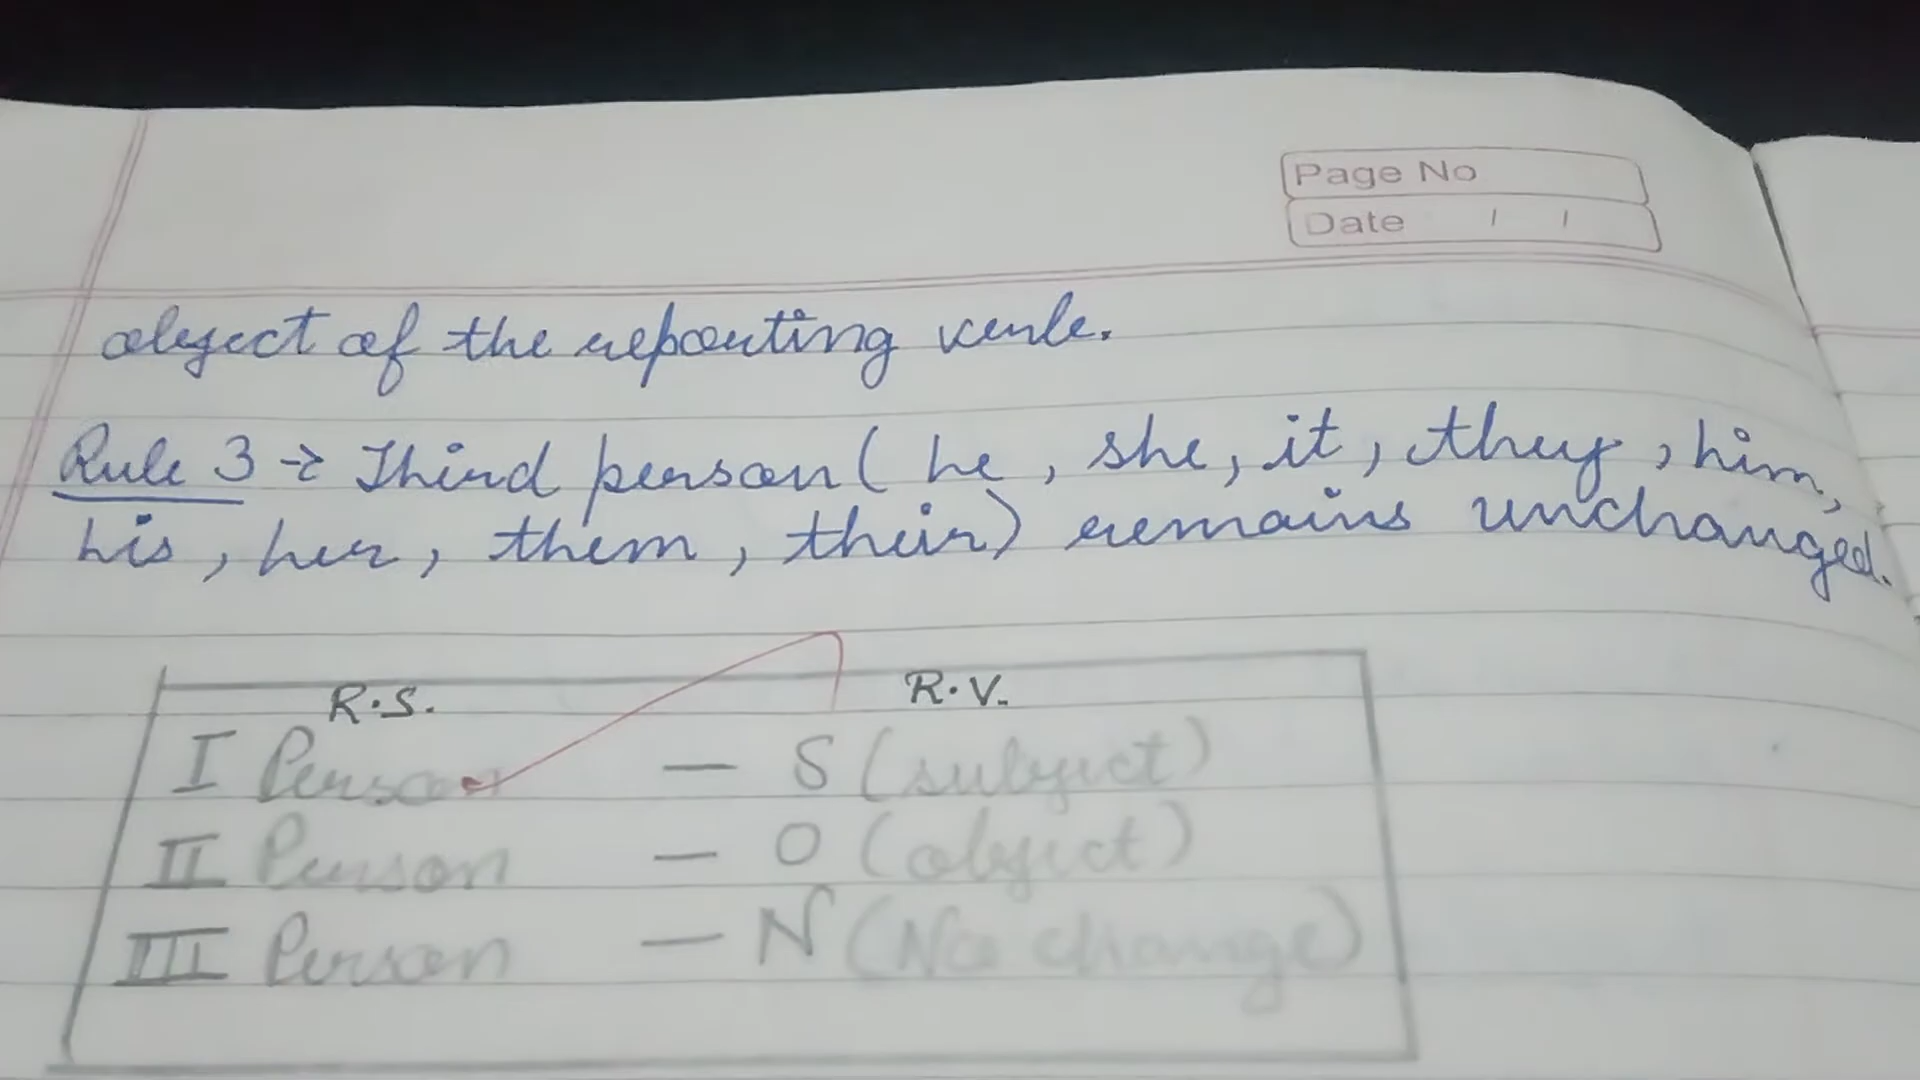 Page No
Date / /
object of the reporting verb.
Rule 3 → Third person ( he, she, it, they, him,
his, her, them, their) remains unchanged.
R.S. R.V.
I Person — S (subject)
II Person — O (object)
III Person — N (No change)